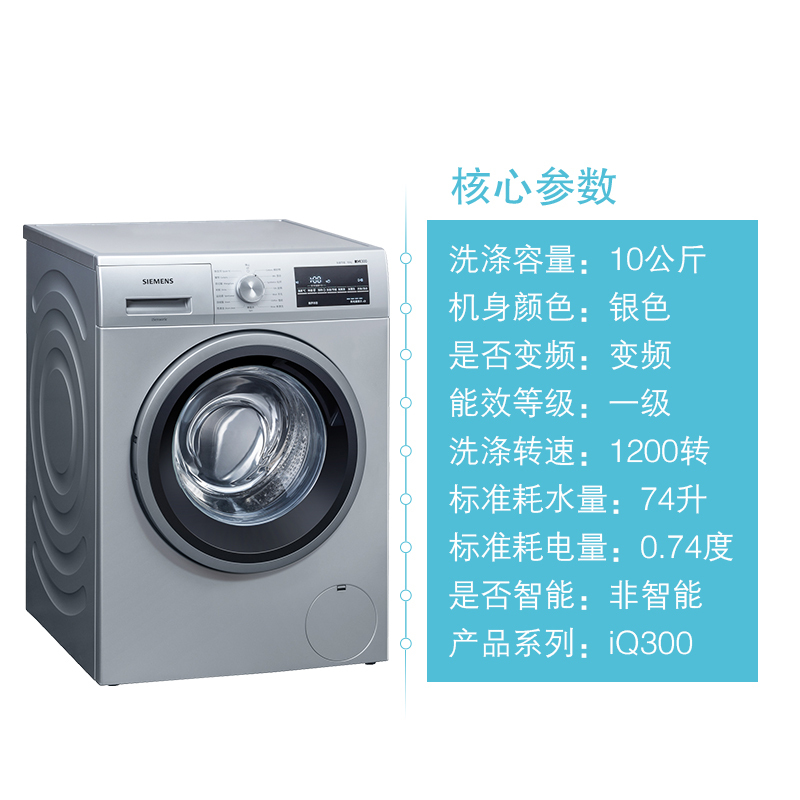 核心参数
SIEMENS
洗涤容量：10公斤
机身颜色：银色
是否变频：变频
能效等级：一级
洗涤转速：1200转
标准耗水量：74升
标准耗电量：0.74度
是否智能：非智能
产品系列：iQ300